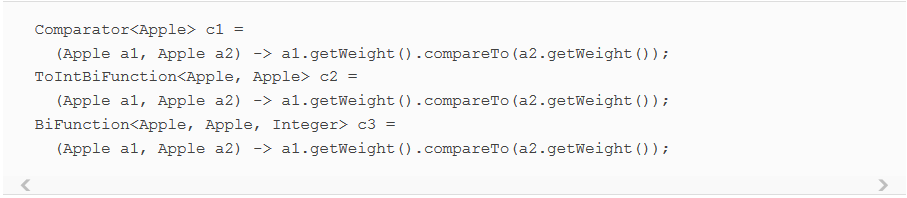 Comparator<Apple> c1 =
(Apple a1, Apple a2) -> a1.getWeight().compareTo(a2.getWeight());
ToIntBiFunction<Apple, Apple> c2 =
(Apple a1, Apple a2) -> a1.getWeight().compareTo(a2.getWeight());
BiFunction<Apple, Apple, Integer> c3 =
(Apple a1, Apple a2) -> a1.getWeight().compareTo(a2.getWeight());